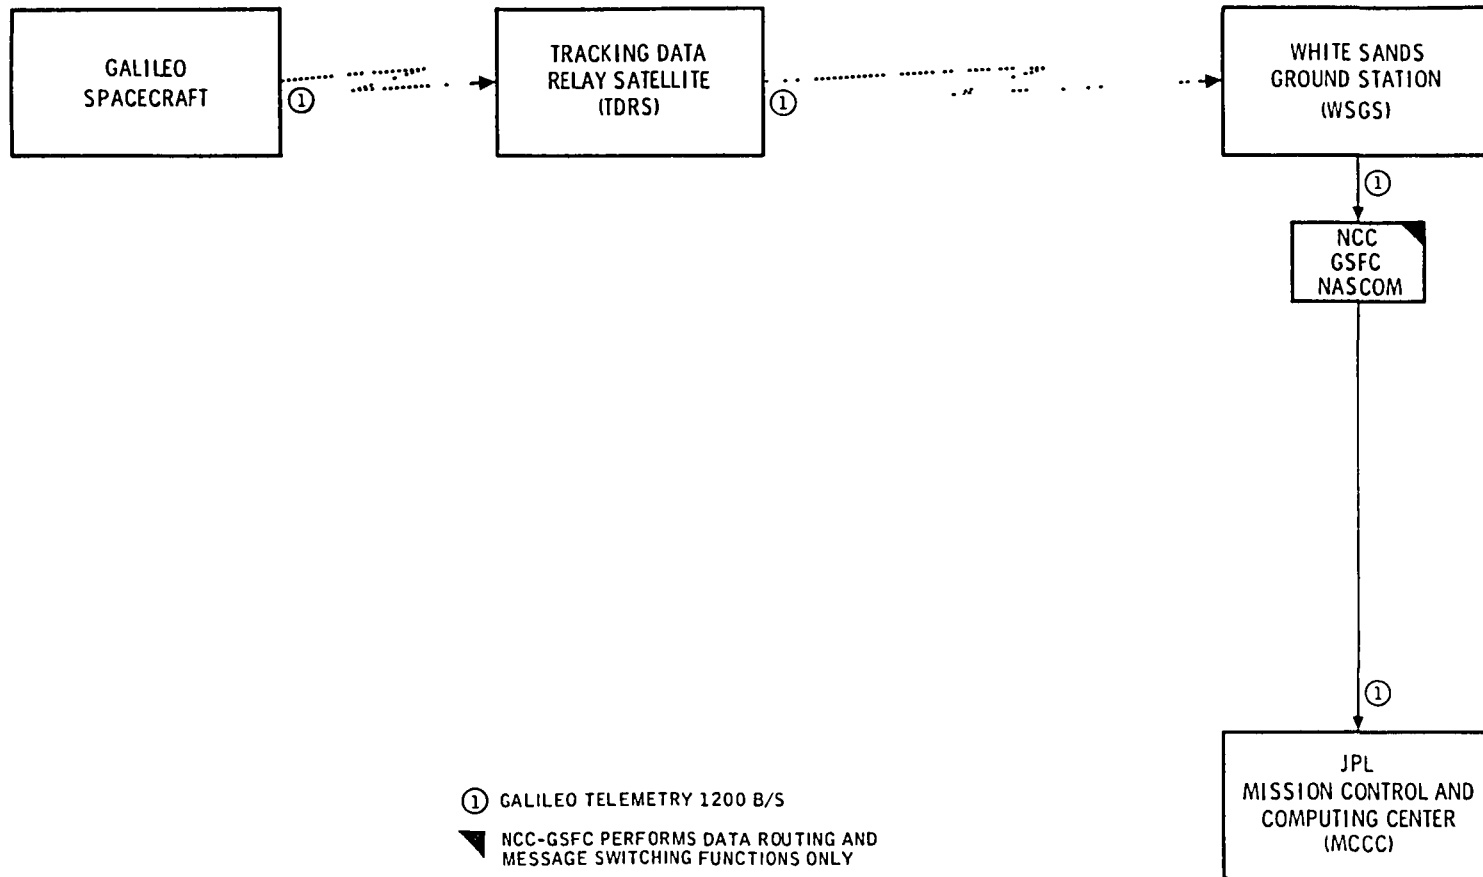 GALILEO
SPACECRAFT
①
TRACKING DATA
RELAY SATELLITE
(TDRS)
①
WHITE SANDS
GROUND STATION
(WSGS)
①
NCC
GSFC
NASCOM
①
JPL
MISSION CONTROL AND
COMPUTING CENTER
(MCCC)
① GALILEO TELEMETRY 1200 B/S
NCC-GSFC PERFORMS DATA ROUTING AND
MESSAGE SWITCHING FUNCTIONS ONLY